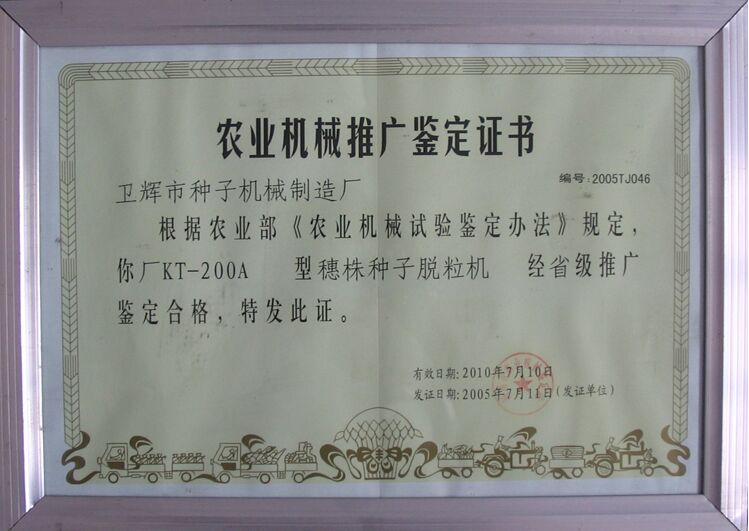 农业机械推广鉴定证书
编号:2005TJ046
卫辉市种子机械制造厂
根据农业部《农业机械试验鉴定办法》规定,
你厂KT-200A 型穗株种子脱粒机 经省级推广
鉴定合格,特发此证。
有效日期:2010年7月10日
发证日期:2005年7月11日(发证单位)